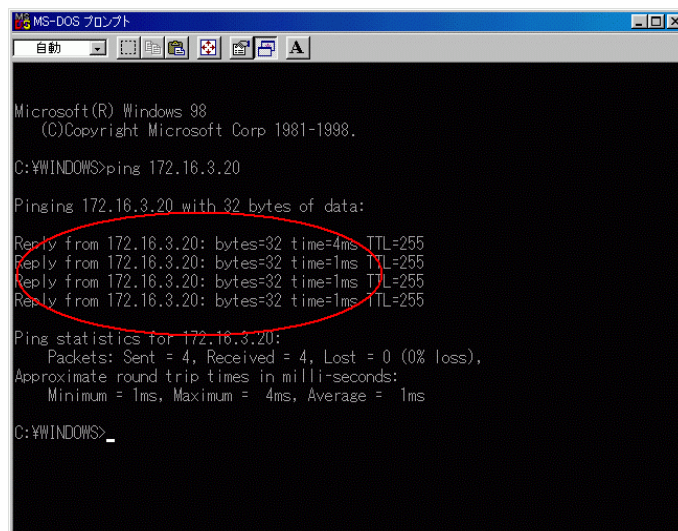 MS-DOS プロンプト
自動
A
Microsoft(R) Windows 98
(C)Copyright Microsoft Corp 1981-1998.
C:¥WINDOWS>ping 172.16.3.20
Pinging 172.16.3.20 with 32 bytes of data:
Reply from 172.16.3.20: bytes=32 time=4ms TTL=255
Reply from 172.16.3.20: bytes=32 time=1ms TTL=255
Reply from 172.16.3.20: bytes=32 time=1ms TTL=255
Reply from 172.16.3.20: bytes=32 time=1ms TTL=255
Ping statistics for 172.16.3.20:
Packets: Sent = 4, Received = 4, Lost = 0 (0% loss),
Approximate round trip times in milli-seconds:
Minimum = 1ms, Maximum =  4ms, Average =  1ms
C:¥WINDOWS>